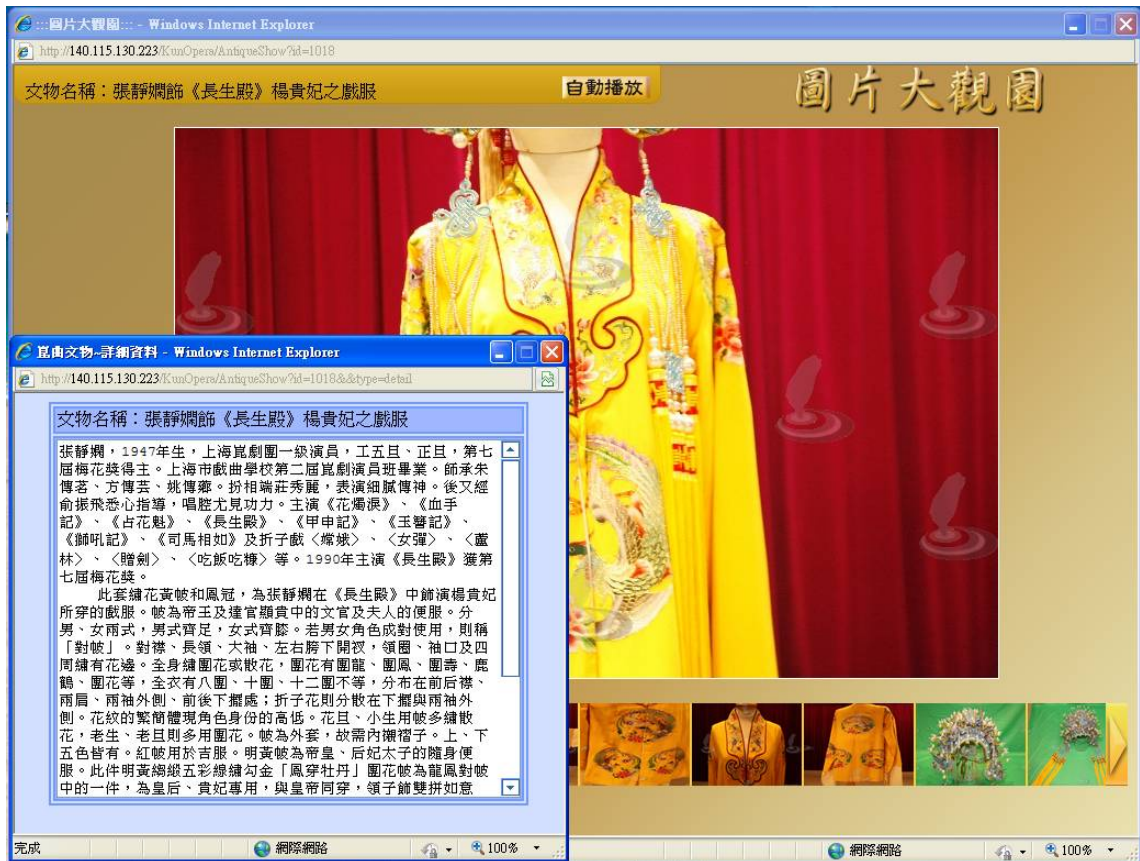 :::圖片大觀園::: - Windows Internet Explorer
http://140.115.130.223/KunOpera/AntiqueShow?id=1018
文物名稱：張靜嫻飾《長生殿》楊貴妃之戲服
自動播放
圖片大觀園
崑曲文物~詳細資料 - Windows Internet Explorer
http://140.115.130.223/KunOpera/AntiqueShow?id=1018&&type=detail
文物名稱：張靜嫻飾《長生殿》楊貴妃之戲服
張靜嫻，1947年生，上海崑劇團一級演員，工五旦、正旦，第七
屆梅花獎得主。上海市戲曲學校第二屆崑劇演員班畢業。師承朱
傳茗、方傳芸、姚傳薌。扮相端莊秀麗，表演細膩傳神。後又經
俞振飛悉心指導，唱腔尤見功力。主演《花燭淚》、《血手
記》、《占花魁》、《長生殿》、《甲申記》、《玉簪記》、
《獅吼記》、《司馬相如》及折子戲〈嫦娥〉、〈女彈〉、〈蘆
林〉、〈贈劍〉、〈吃飯吃糠〉等。1990年主演《長生殿》獲第
七屆梅花獎。
此套繡花黃帔和鳳冠，為張靜嫻在《長生殿》中飾演楊貴妃
所穿的戲服。帔為帝王及達官顯貴中的文官及夫人的便服。分
男、女兩式，男式齊足，女式齊膝。若男女角色成對使用，則稱
「對帔」。對襟、長領、大袖、左右胯下開衩，領圈、袖口及四
周繡有花邊。全身繡團花或散花，團花有團龍、團鳳、團壽、鹿
鶴、團花等，全衣有八團、十團、十二團不等，分布在前后襟、
兩肩、兩袖外側、前後下擺處；折子花則分散在下擺與兩袖外
側。花紋的繁簡體現角色身份的高低。花旦、小生用帔多繡散
花，老生、老旦則多用團花。帔為外套，故需內襯褶子。上、下
五色皆有。紅帔用於吉服。明黃帔為帝皇、后妃太子的隨身便
服。此件明黃縐緞五彩線繡勾金「鳳穿牡丹」團花帔為龍鳳對帔
中的一件，為皇后、貴妃專用，與皇帝同穿，領子飾雙拼如意
完成
網際網路
100%
網際網路
100%